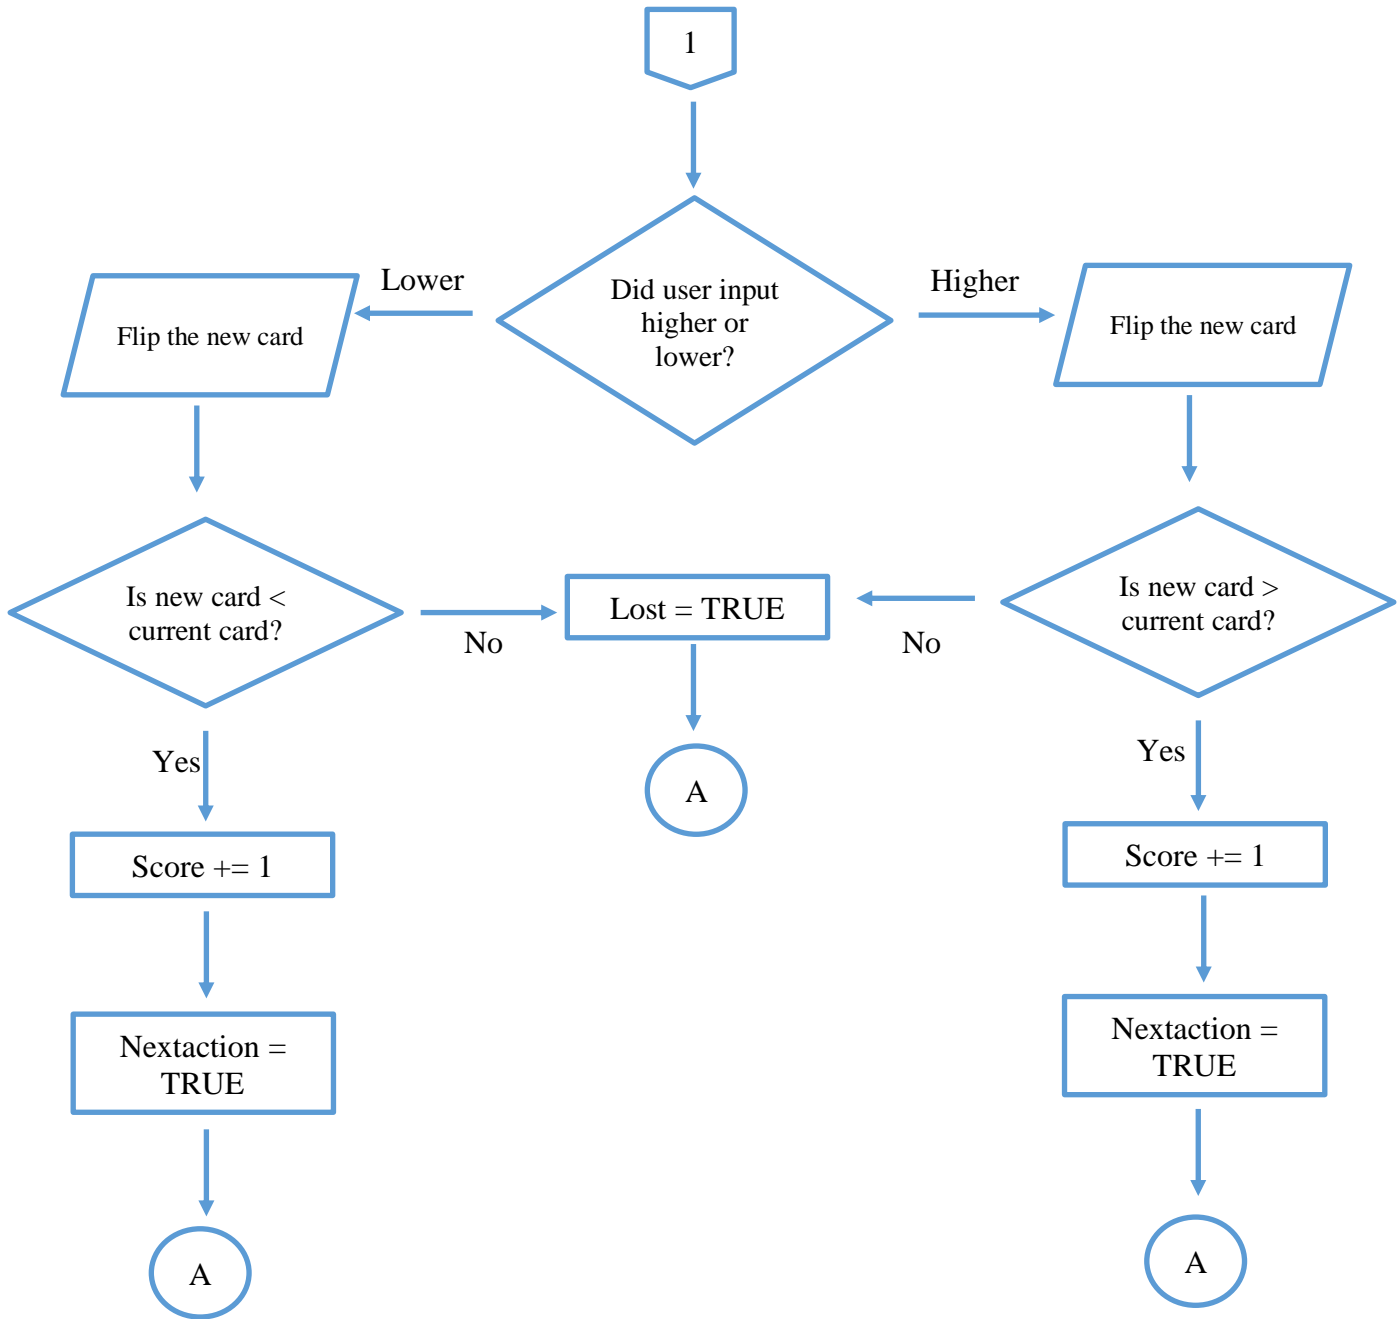 1
Lower
Higher
Did user input
higher or
lower?
Flip the new card
Flip the new card
Is new card <
current card?
No
Lost = TRUE
No
Is new card >
current card?
Yes
A
Yes
Score += 1
Score += 1
Nextaction =
TRUE
Nextaction =
TRUE
A
A